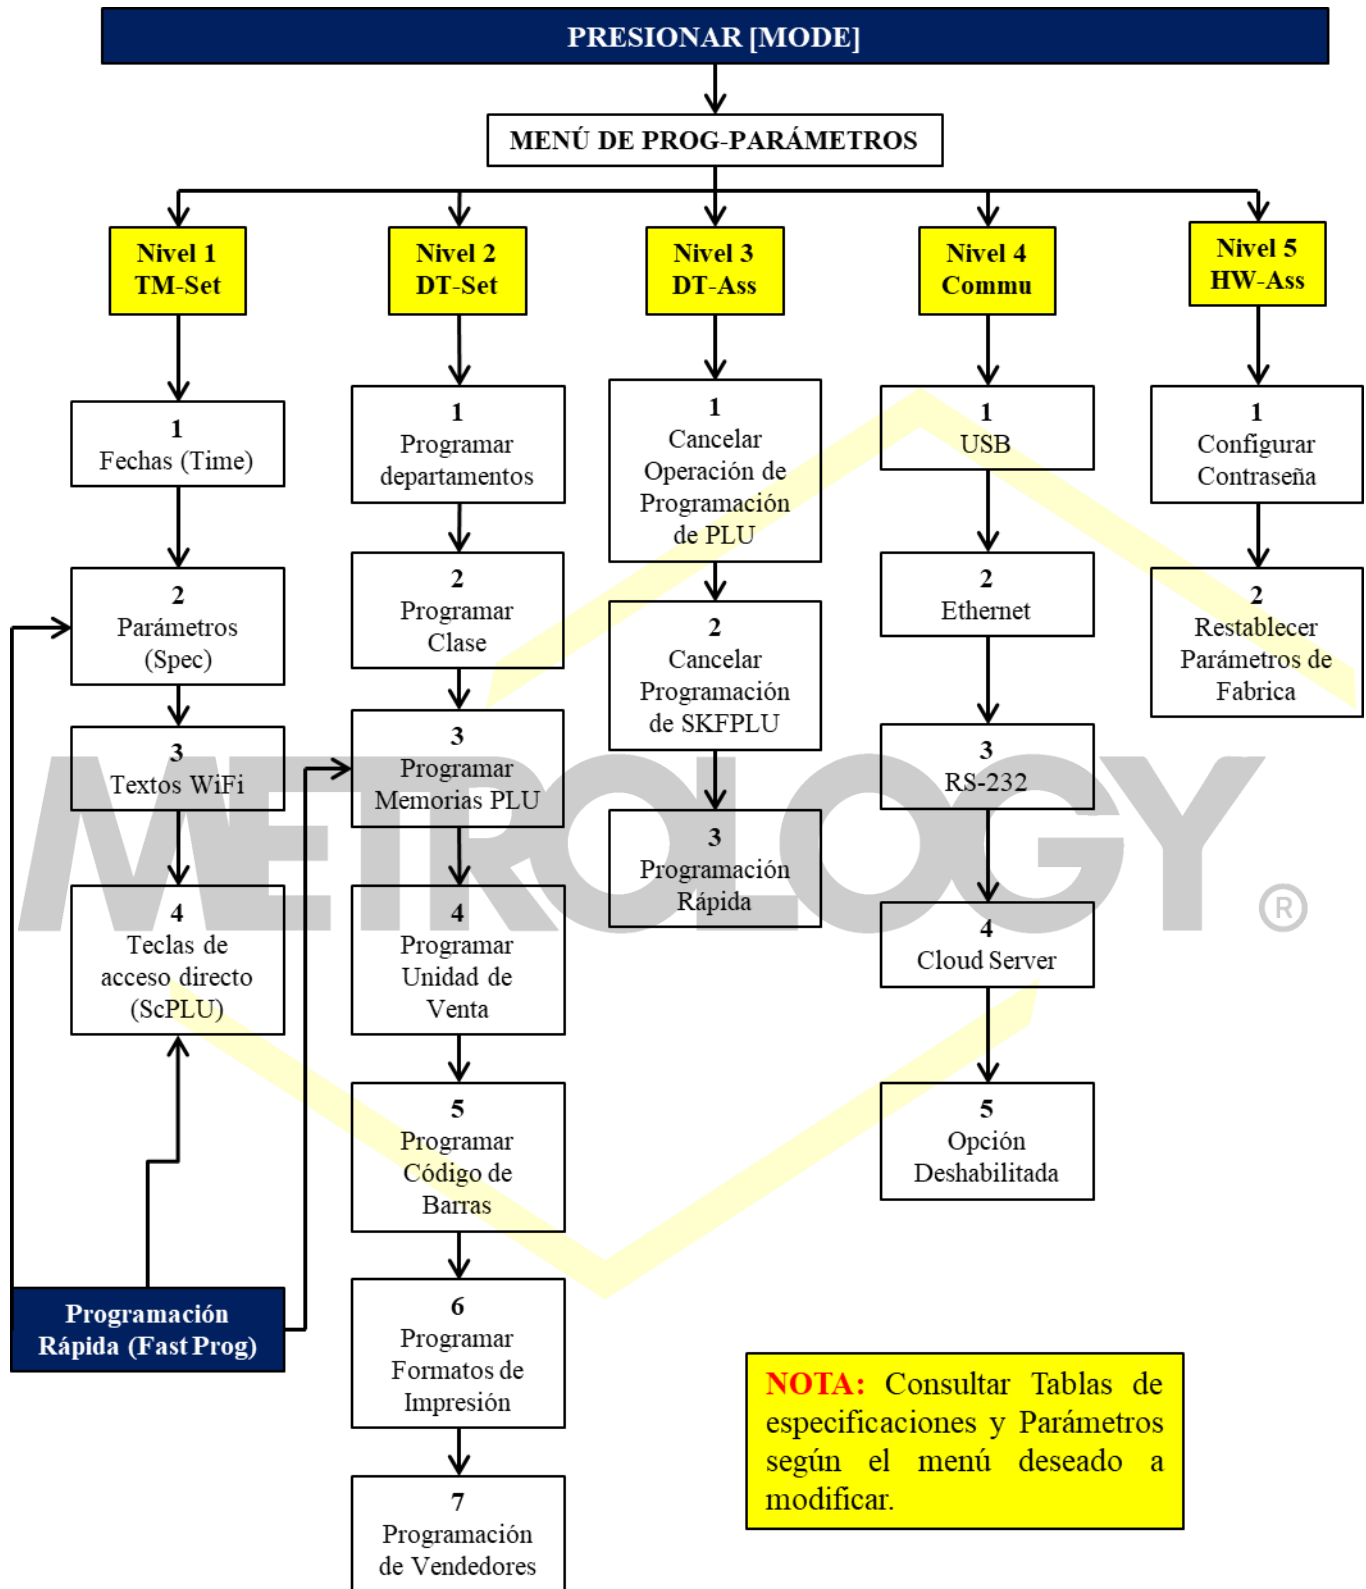 PRESIONAR [MODE]
MENÚ DE PROG-PARÁMETROS
Nivel 1
TM-Set
Nivel 2
DT-Set
Nivel 3
DT-Ass
Nivel 4
Commu
Nivel 5
HW-Ass
1
Fechas (Time)
2
Parámetros
(Spec)
3
Textos WiFi
4
Teclas de
acceso directo
(ScPLU)
Programación
Rápida (Fast Prog)
1
Programar
departamentos
2
Programar
Clase
3
Programar
Memorias PLU
4
Programar
Unidad de
Venta
5
Programar
Código de
Barras
6
Programar
Formatos de
Impresión
7
Programación
de Vendedores
1
Cancelar
Operación de
Programación
de PLU
2
Cancelar
Programación
de SKFPLU
3
Programación
Rápida
1
USB
2
Ethernet
3
RS-232
4
Cloud Server
5
Opción
Deshabilitada
1
Configurar
Contraseña
2
Restablecer
Parámetros de
Fabrica
METROLOGY ®
NOTA: Consultar Tablas de
especificaciones y Parámetros
según el menú deseado a
modificar.